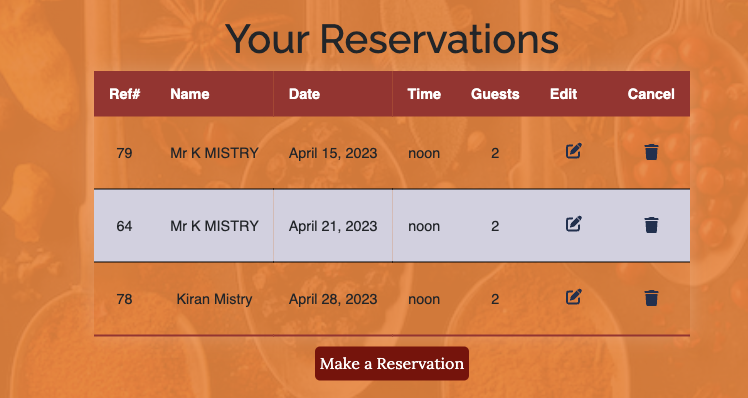 Your Reservations
Ref# Name Date Time Guests Edit Cancel
79 Mr K MISTRY April 15, 2023 noon 2
64 Mr K MISTRY April 21, 2023 noon 2
78 Kiran Mistry April 28, 2023 noon 2
Make a Reservation